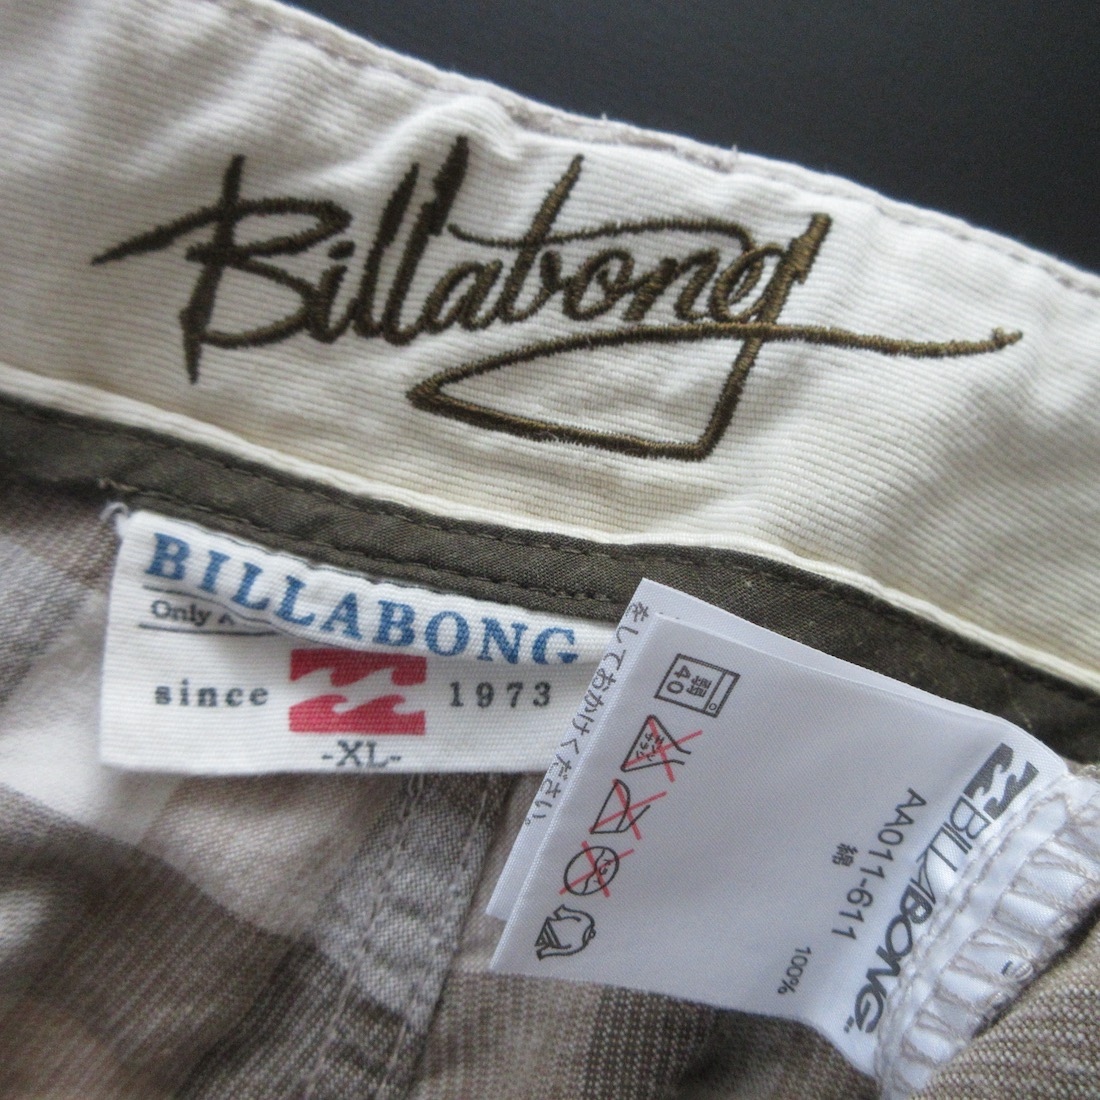 Billabong
BILLABONG
Only A
since 1973
-XL-
をしておかけください。
弱
40
BILLABONG
AA011-611
綿 100%